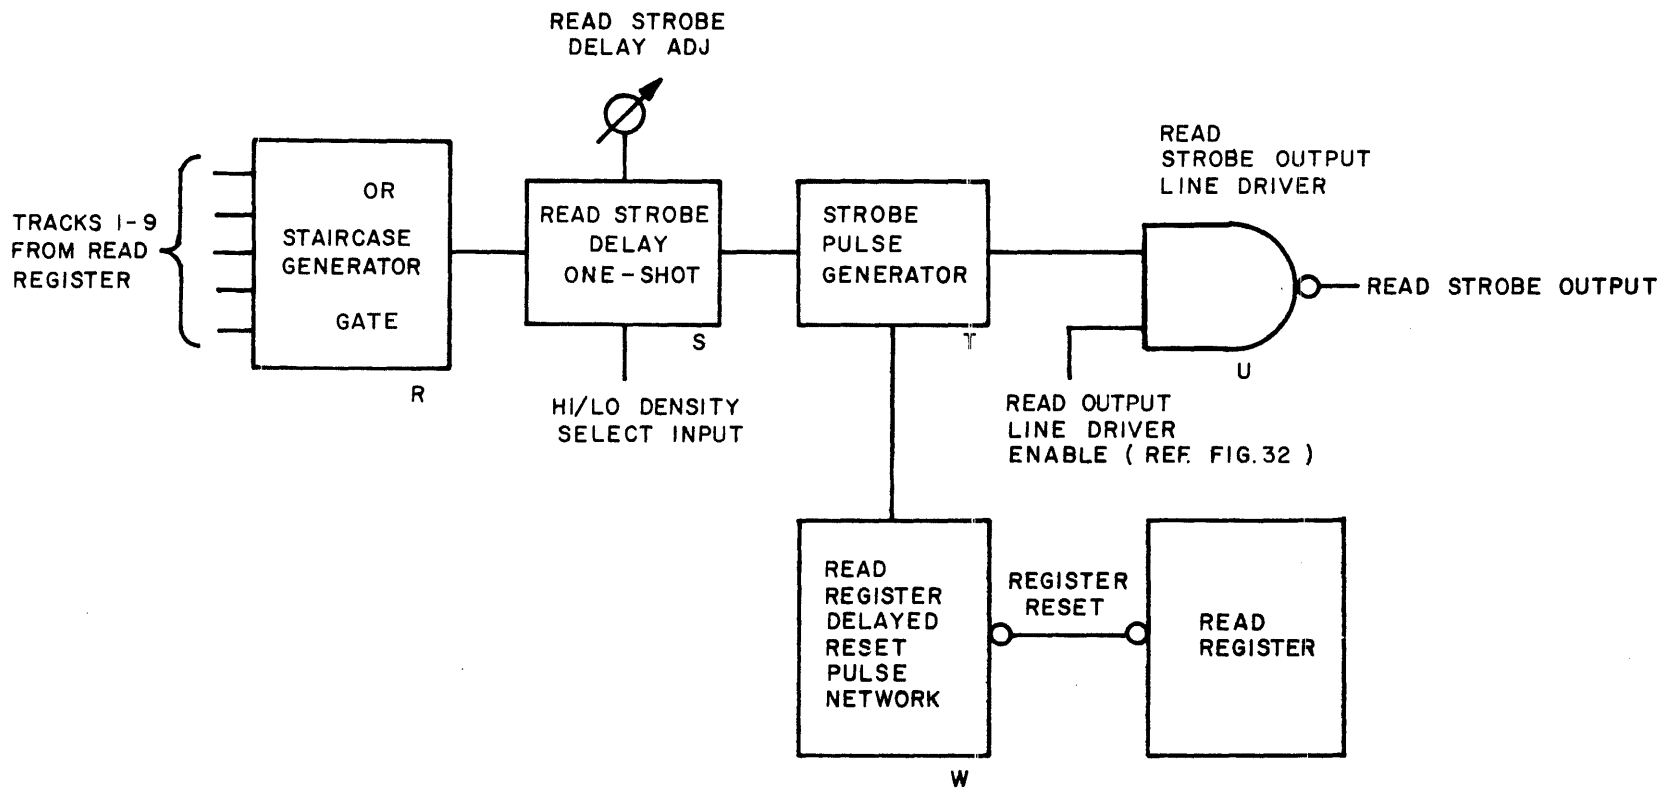 READ STROBE
DELAY ADJ
TRACKS 1-9
FROM READ
REGISTER
OR
STAIRCASE
GENERATOR
GATE
R
READ STROBE
DELAY
ONE-SHOT
S
HI/LO DENSITY
SELECT INPUT
STROBE
PULSE
GENERATOR
T
READ
STROBE OUTPUT
LINE DRIVER
U
READ STROBE OUTPUT
READ OUTPUT
LINE DRIVER
ENABLE ( REF. FIG. 32 )
READ
REGISTER
DELAYED
RESET
PULSE
NETWORK
W
REGISTER
RESET
READ
REGISTER